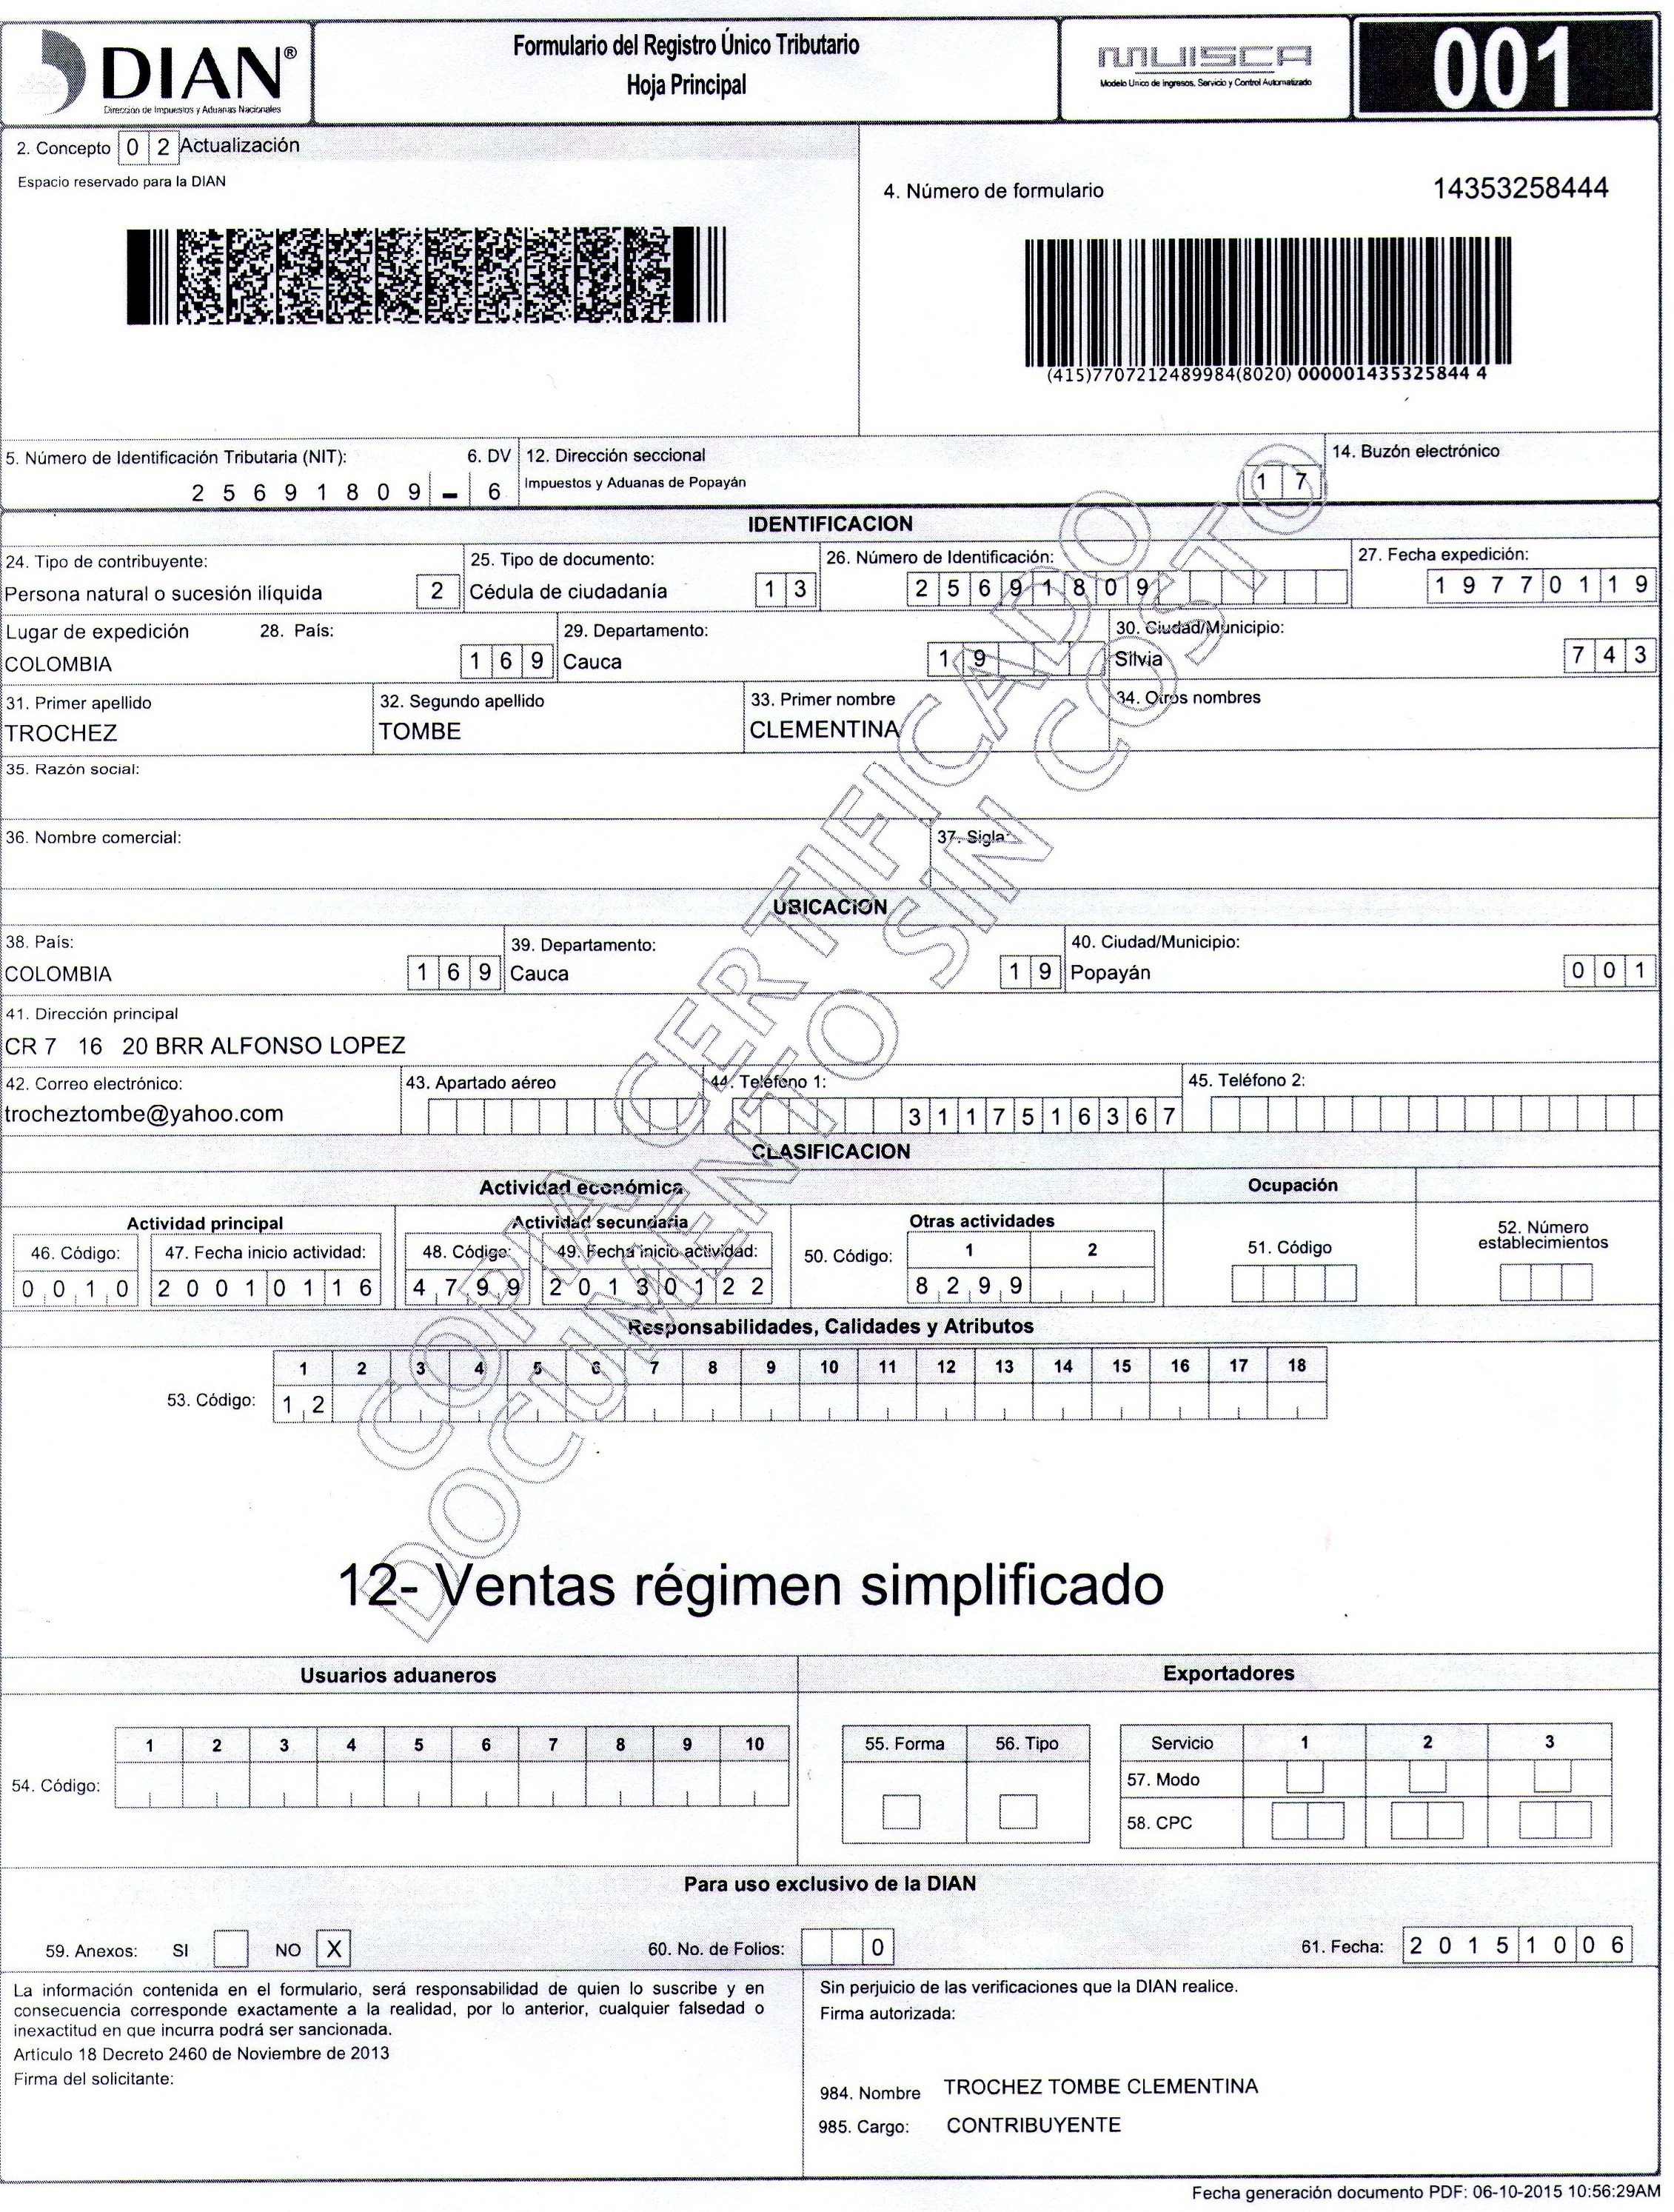 DIAN®
Dirección de Impuestos y Aduanas Nacionales
Formulario del Registro Único Tributario
Hoja Principal
MUISCA
Modelo Unico de Ingresos, Servicio y Control Automatizado
001
2. Concepto 0 2 Actualización
Espacio reservado para la DIAN
4. Número de formulario 14353258444
(415)7707212489984(8020) 000001435325844 4
5. Número de Identificación Tributaria (NIT): 6. DV 12. Dirección seccional 14. Buzón electrónico
2 5 6 9 1 8 0 9 - 6 Impuestos y Aduanas de Popayán 1 7
IDENTIFICACION
24. Tipo de contribuyente: 25. Tipo de documento: 26. Número de Identificación: 27. Fecha expedición:
Persona natural o sucesión ilíquida 2 Cédula de ciudadanía 1 3 2 5 6 9 1 8 0 9 1 9 7 7 0 1 1 9
Lugar de expedición 28. País: 29. Departamento: 30. Ciudad/Municipio:
COLOMBIA 1 6 9 Cauca 1 9 Silvia 7 4 3
31. Primer apellido 32. Segundo apellido 33. Primer nombre 34. Otros nombres
TROCHEZ TOMBE CLEMENTINA
35. Razón social:
36. Nombre comercial: 37. Sigla:
UBICACION
38. País: 39. Departamento: 40. Ciudad/Municipio:
COLOMBIA 1 6 9 Cauca 1 9 Popayán 0 0 1
41. Dirección principal
CR 7 16 20 BRR ALFONSO LOPEZ
42. Correo electrónico: 43. Apartado aéreo 44. Teléfono 1: 45. Teléfono 2:
trocheztombe@yahoo.com 3 1 1 7 5 1 6 3 6 7
CLASIFICACION
Actividad económica Ocupación
Actividad principal Actividad secundaria Otras actividades 52. Número establecimientos
46. Código: 47. Fecha inicio actividad: 48. Código: 49. Fecha inicio actividad: 50. Código: 1 2 51. Código
0 0 1 0 2 0 0 1 0 1 1 6 4 7 9 9 2 0 1 3 0 1 2 2 8 2 9 9
Responsabilidades, Calidades y Atributos
1 2 3 4 5 6 7 8 9 10 11 12 13 14 15 16 17 18
53. Código: 1 2
12- Ventas régimen simplificado
COPIA CERTIFICADO
DOCUMENTO SIN COSTO
Usuarios aduaneros Exportadores
1 2 3 4 5 6 7 8 9 10 55. Forma 56. Tipo Servicio 1 2 3
54. Código: 57. Modo
58. CPC
Para uso exclusivo de la DIAN
59. Anexos: SI NO X 60. No. de Folios: 0 61. Fecha: 2 0 1 5 1 0 0 6
La información contenida en el formulario, será responsabilidad de quien lo suscribe y en
consecuencia corresponde exactamente a la realidad, por lo anterior, cualquier falsedad o
inexactitud en que incurra podrá ser sancionada.
Articulo 18 Decreto 2460 de Noviembre de 2013
Firma del solicitante:
Sin perjuicio de las verificaciones que la DIAN realice.
Firma autorizada:
984. Nombre TROCHEZ TOMBE CLEMENTINA
985. Cargo: CONTRIBUYENTE
Fecha generación documento PDF: 06-10-2015 10:56:29AM